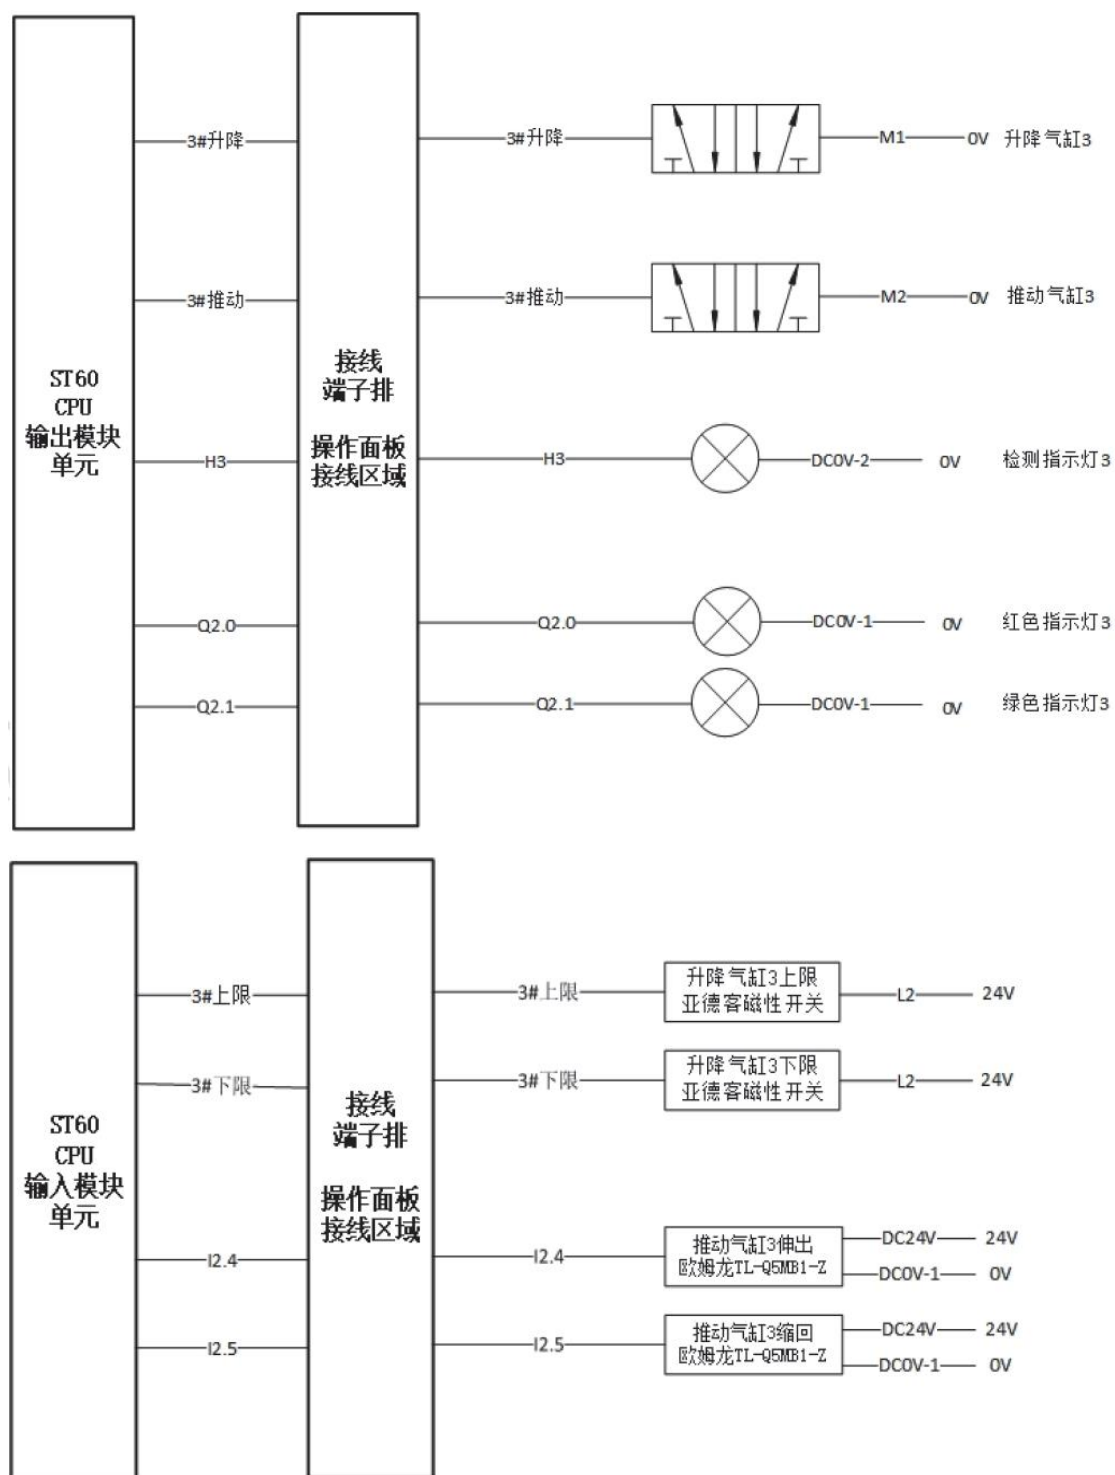 3#升降
3#升降
M1
0V
升降气缸3
3#推动
3#推动
M2
0V
推动气缸3
ST60
CPU
输出模块
单元
接线
端子排
操作面板
接线区域
H3
H3
DC0V-2
0V
检测指示灯3
Q2.0
Q2.0
DC0V-1
0V
红色指示灯3
Q2.1
Q2.1
DC0V-1
0V
绿色指示灯3
3#上限
3#上限
升降气缸3上限
亚德客磁性开关
L2
24V
3#下限
3#下限
升降气缸3下限
亚德客磁性开关
L2
24V
ST60
CPU
输入模块
单元
接线
端子排
操作面板
接线区域
I2.4
I2.4
推动气缸3伸出
欧姆龙TL-Q5MB1-Z
DC24V
24V
DC0V-1
0V
I2.5
I2.5
推动气缸3缩回
欧姆龙TL-Q5MB1-Z
DC24V
24V
DC0V-1
0V